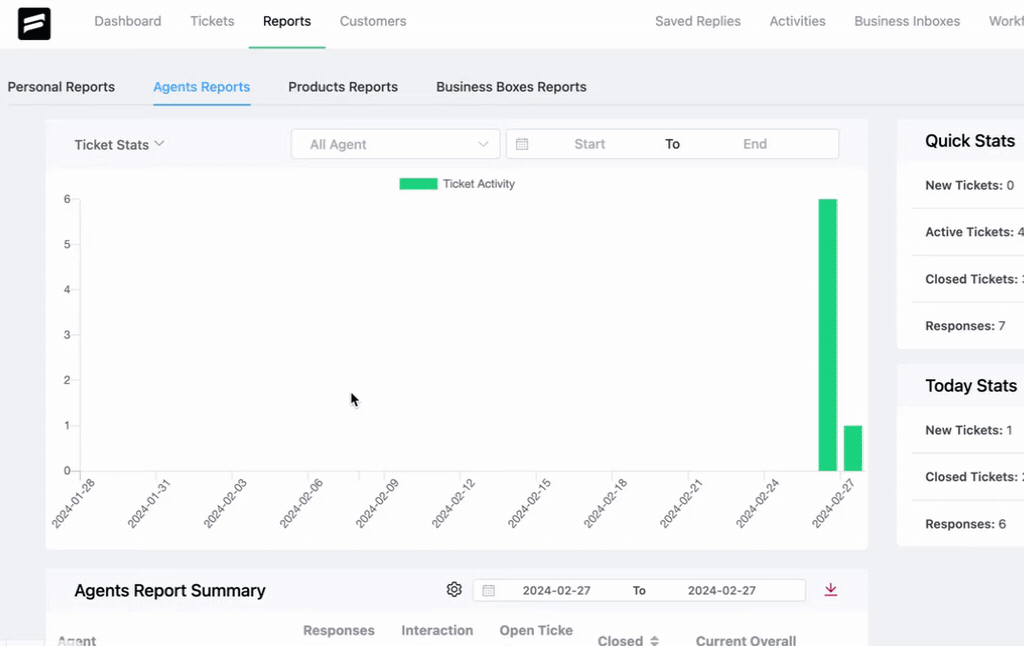 Dashboard Tickets Reports Customers Saved Replies Activities Business Inboxes Workf
Personal Reports Agents Reports Products Reports Business Boxes Reports
Ticket Stats All Agent Start To End
Ticket Activity
6
5
4
3
2
1
0
2024-01-28 2024-01-31 2024-02-03 2024-02-06 2024-02-09 2024-02-12 2024-02-15 2024-02-18 2024-02-21 2024-02-24 2024-02-27
Quick Stats
New Tickets: 0
Active Tickets: 4
Closed Tickets:
Responses: 7
Today Stats
New Tickets: 1
Closed Tickets:
Responses: 6
Agents Report Summary 2024-02-27 To 2024-02-27
Agent Responses Interaction Open Ticke Closed Current Overall